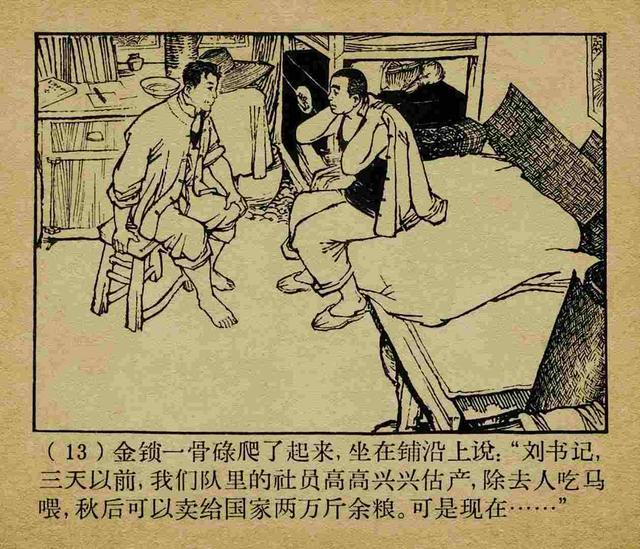 (13)金锁一骨碌爬了起来,坐在铺沿上说:“刘书记,
三天以前,我们队里的社员高高兴兴估产,除去人吃马
喂,秋后可以卖给国家两万斤余粮。可是现在……”